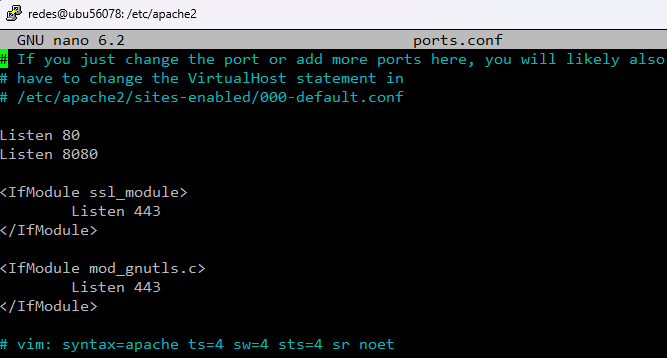 redes@ubu56078: /etc/apache2
GNU nano 6.2 ports.conf
# If you just change the port or add more ports here, you will likely also
# have to change the VirtualHost statement in
# /etc/apache2/sites-enabled/000-default.conf
Listen 80
Listen 8080
<IfModule ssl_module>
Listen 443
</IfModule>
<IfModule mod_gnutls.c>
Listen 443
</IfModule>
# vim: syntax=apache ts=4 sw=4 sts=4 sr noet